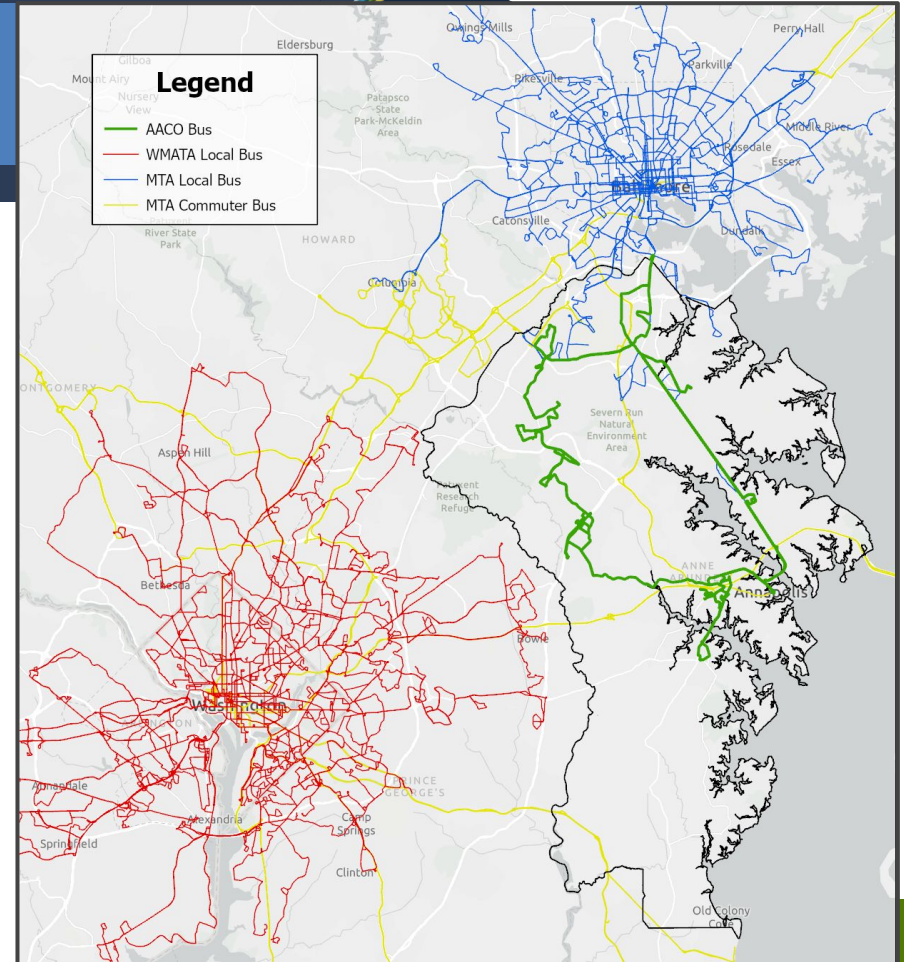 Owings Mills
Perry Hall
Eldersburg
Gilboa
Parkville
Mount Airy
Pikesville
Legend
Nursery
View
Patapsco
State
Park-McKeldin
Area
AACO Bus
WMATA Local Bus
MTA Local Bus
MTA Commuter Bus
Middle River
Rosedale
Essex
Baltimore
Patuxent
River State
Park
Catonsville
Dundalk
HOWARD
Columbia
MONTGOMERY
Severn Run
Natural
Environment
Area
Aspen Hill
Patuxent
Research
Refuge
ANNE
ARUNDEL
Bethesda
Annapolis
Bowie
Washington
ARLINGTON
Annandale
PRINCE
GEORGE'S
Alexandria
Camp
Springs
Springfield
Clinton
Old Colony
Cove